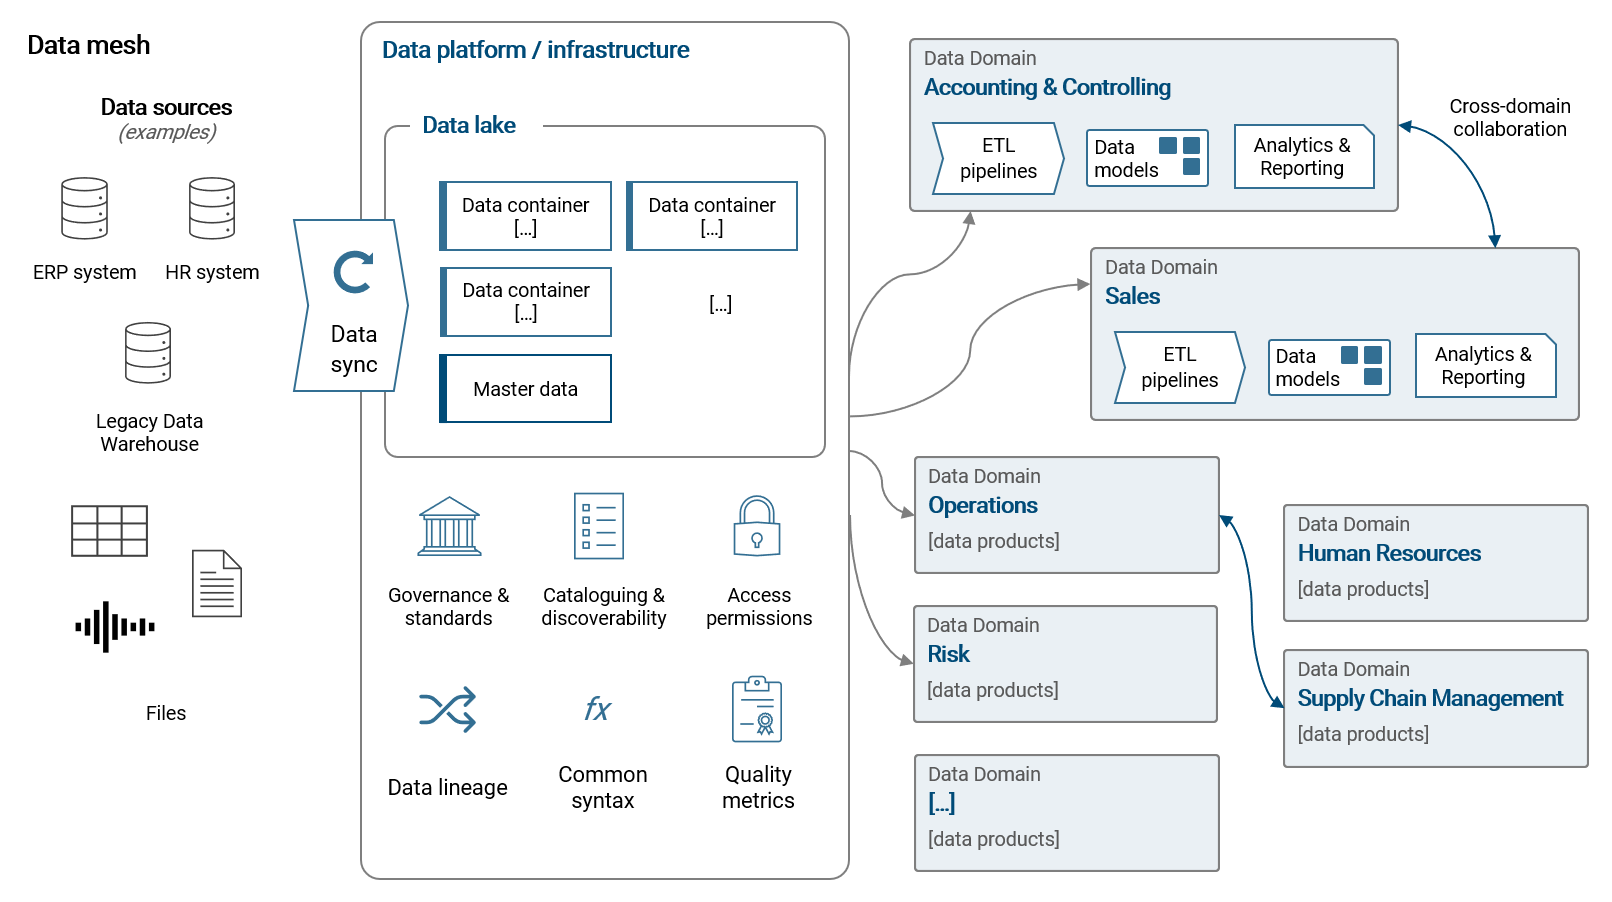 Data mesh
Data sources
(examples)
ERP system
HR system
Legacy Data
Warehouse
Files
Data
sync
Data platform / infrastructure
Data lake
Data container
[...]
Data container
[...]
Data container
[...]
[...]
Master data
Governance &
standards
Cataloguing &
discoverability
Access
permissions
Data lineage
fx
Common
syntax
Quality
metrics
Data Domain
Accounting & Controlling
ETL
pipelines
Data
models
Analytics &
Reporting
Cross-domain
collaboration
Data Domain
Sales
ETL
pipelines
Data
models
Analytics &
Reporting
Data Domain
Operations
[data products]
Data Domain
Human Resources
[data products]
Data Domain
Risk
[data products]
Data Domain
Supply Chain Management
[data products]
Data Domain
[...]
[data products]